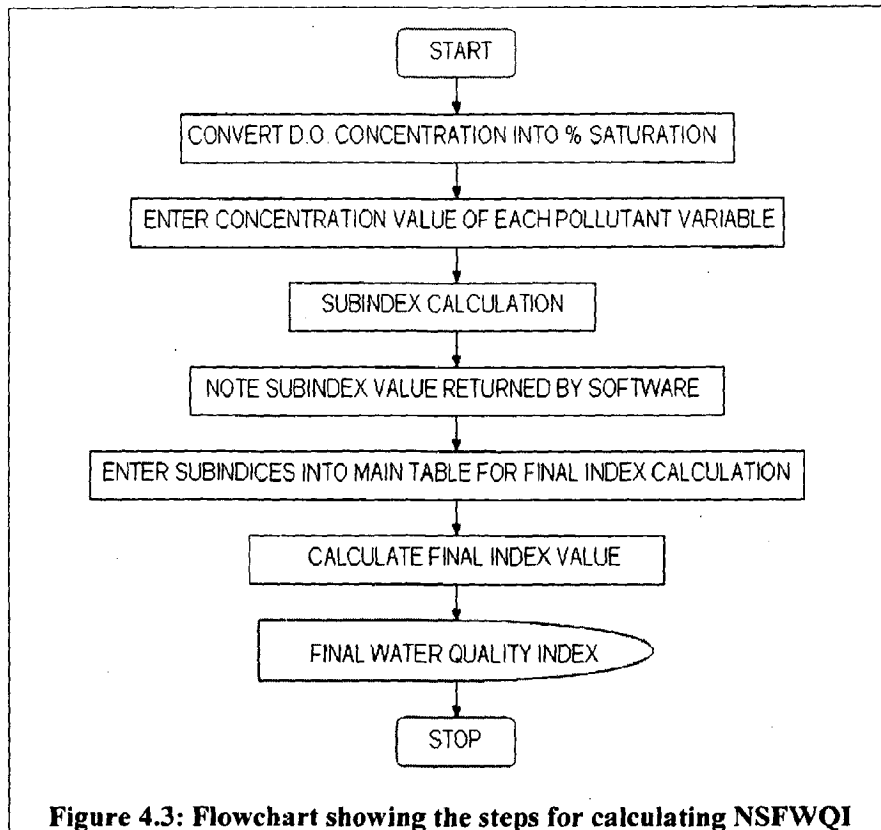 START
CONVERT D.O. CONCENTRATION INTO % SATURATION
ENTER CONCENTRATION VALUE OF EACH POLLUTANT VARIABLE
SUBINDEX CALCULATION
NOTE SUBINDEX VALUE RETURNED BY SOFTWARE
ENTER SUBINDICES INTO MAIN TABLE FOR FINAL INDEX CALCULATION
CALCULATE FINAL INDEX VALUE
FINAL WATER QUALITY INDEX
STOP
Figure 4.3: Flowchart showing the steps for calculating NSFWQI